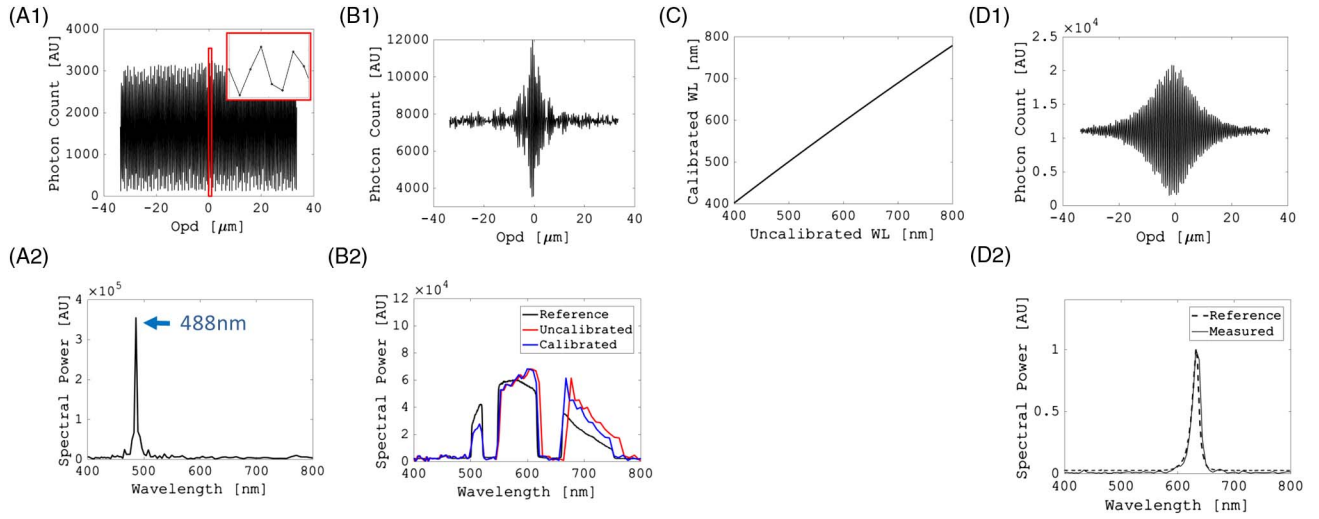 (A1)
4000
3000
2000
1000
0
Photon Count [AU]
−40
−20
0
20
40
Opd [μm]
(B1)
12000
10000
8000
6000
4000
Photon Count [AU]
−40
−20
0
20
40
Opd [μm]
(C)
800
700
600
500
400
Calibrated WL [nm]
400
500
600
700
800
Uncalibrated WL [nm]
(D1)
×10⁴
2.5
2
1.5
1
0.5
0
Photon Count [AU]
−40
−20
0
20
40
Opd [μm]
(A2)
×10⁵
4
3
2
1
0
Spectral Power [AU]
488nm
400
500
600
700
800
Wavelength [nm]
(B2)
×10⁴
12
10
8
6
4
2
0
Spectral Power [AU]
Reference
Uncalibrated
Calibrated
400
500
600
700
800
Wavelength [nm]
(D2)
1
0.5
0
Spectral Power [AU]
Reference
Measured
400
500
600
700
800
Wavelength [nm]